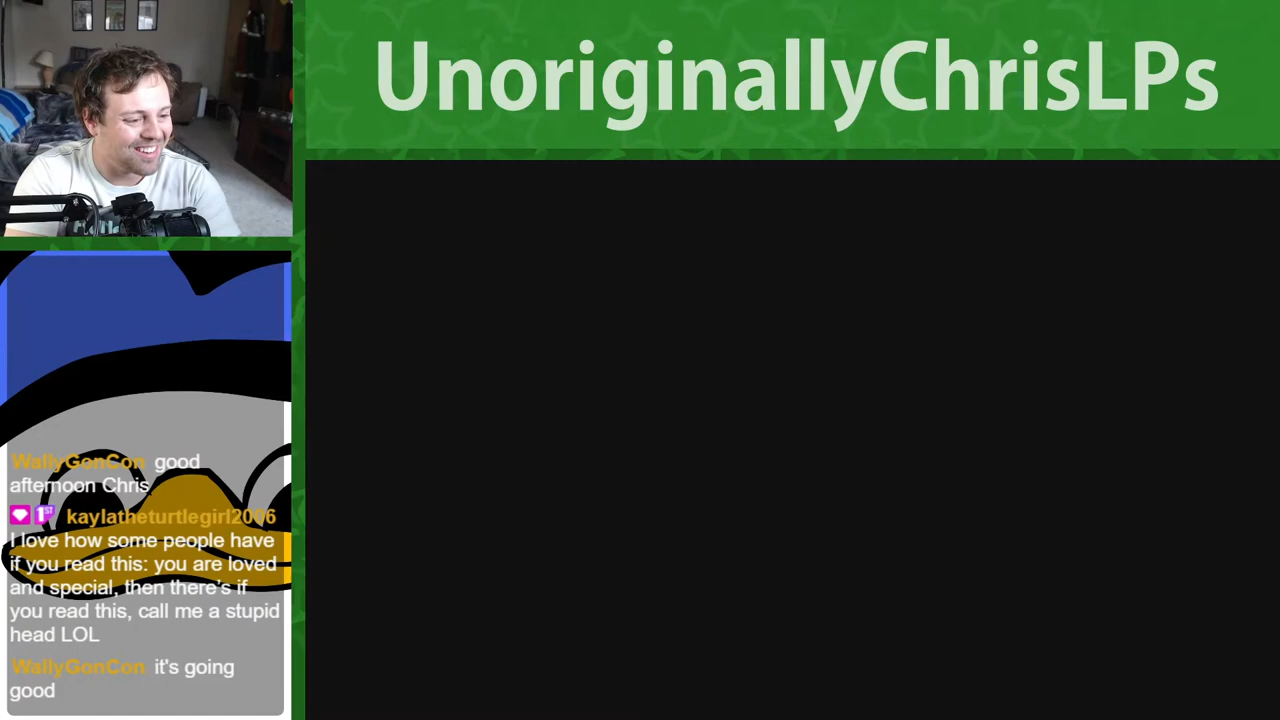 UnoriginallyChrisLPs
WallyGonCon good
afternoon Chris
1ST kaylatheturtlegirl2006
I love how some people have
if you read this: you are loved
and special, then there's if
you read this, call me a stupid
head LOL
WallyGonCon it's going
good